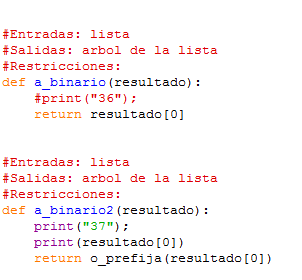 #Entradas: lista
#Salidas: arbol de la lista
#Restricciones:
def a_binario(resultado):
    #print("36");
    return resultado[0]
#Entradas: lista
#Salidas: arbol de la lista
#Restricciones:
def a_binario2(resultado):
    print("37");
    print(resultado[0])
    return o_prefija(resultado[0])